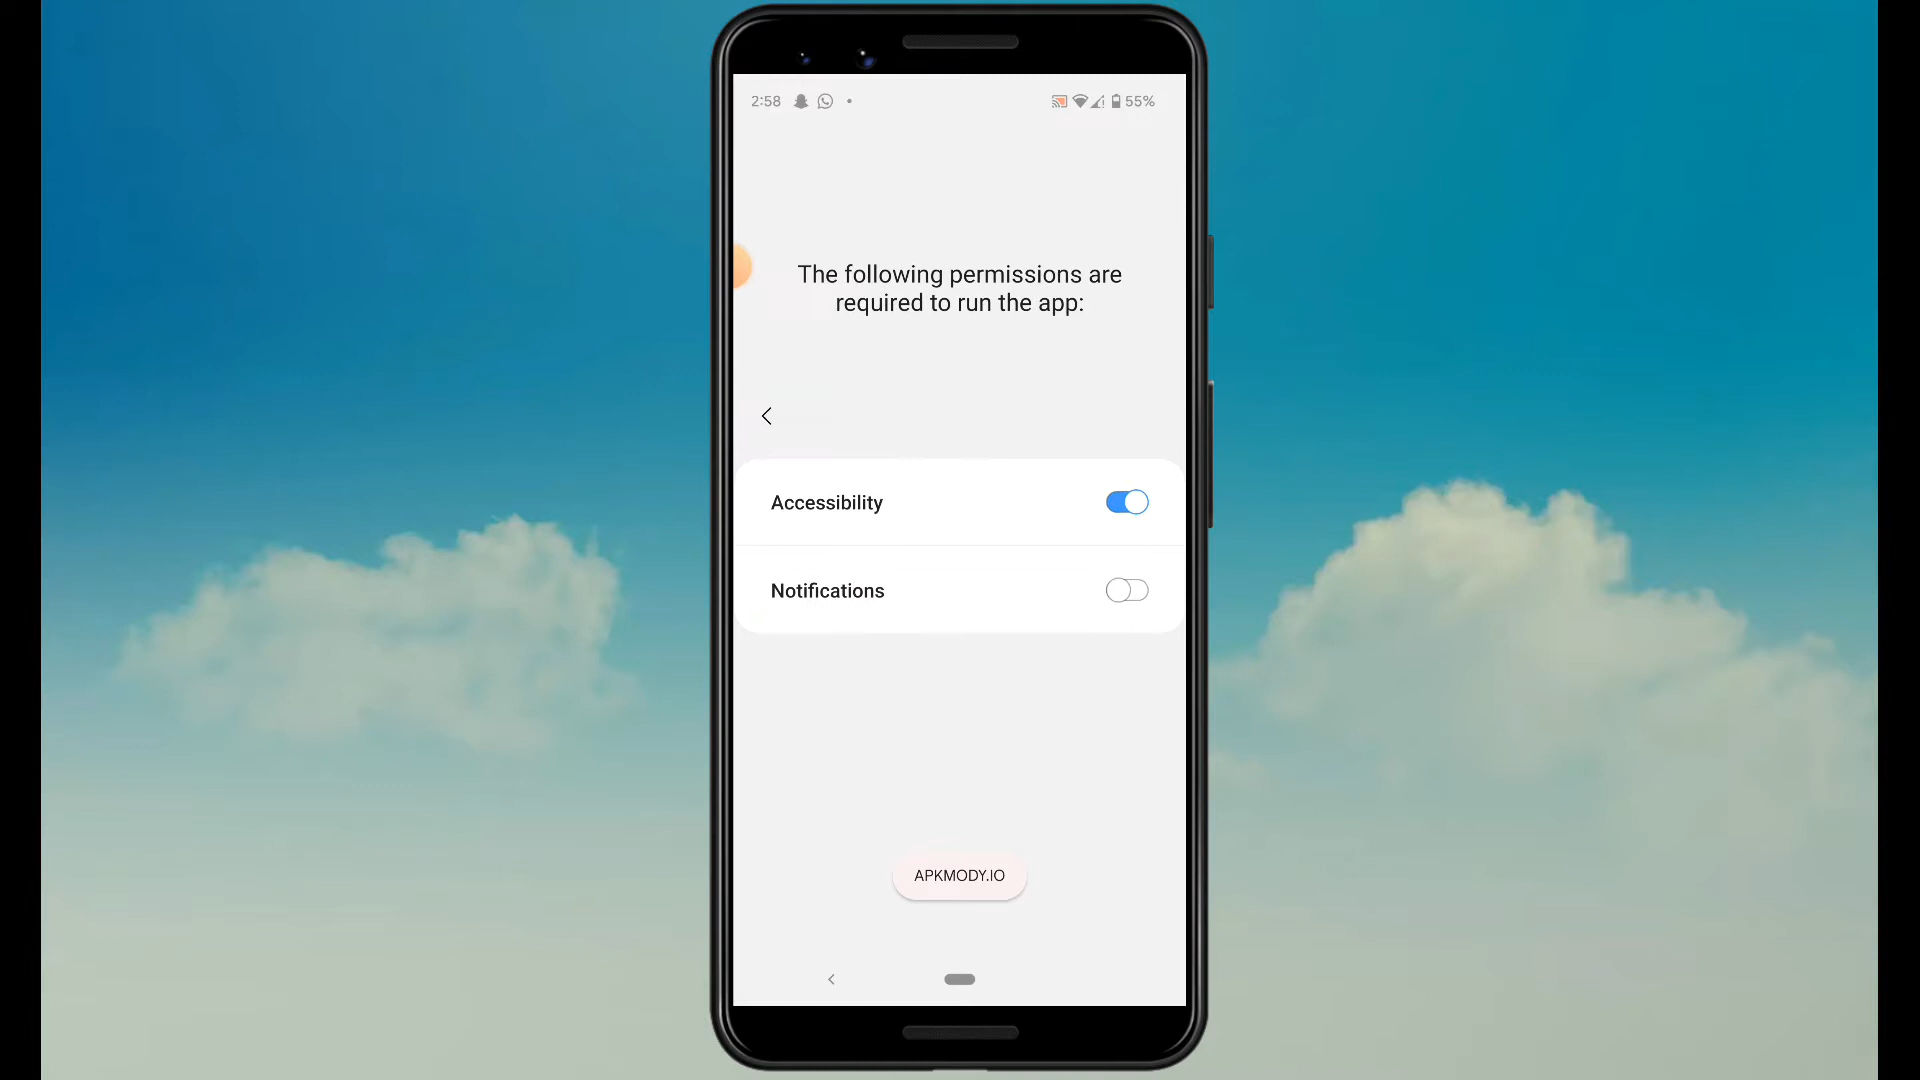 2:58
55%
The following permissions are
required to run the app:
Accessibility
Notifications
APKMODY.IO